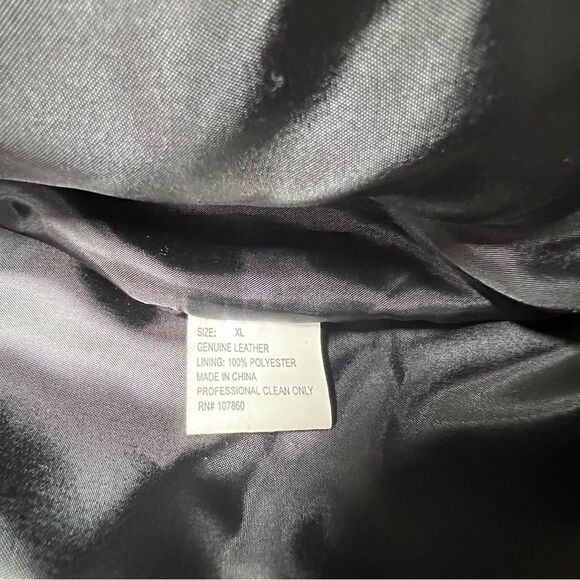 SIZE: XL
GENUINE LEATHER
LINING: 100% POLYESTER
MADE IN CHINA
PROFESSIONAL CLEAN ONLY
RN# 107860